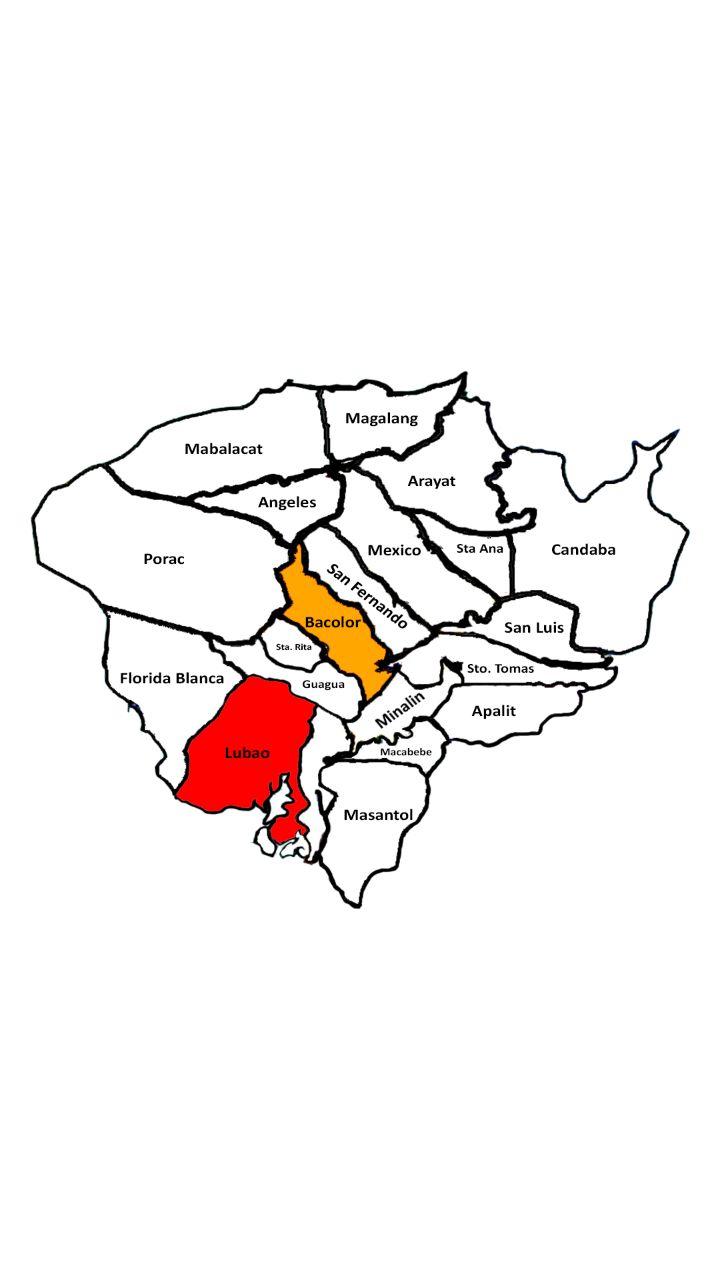 Magalang
Mabalacat
Arayat
Angeles
Mexico
Sta Ana
Candaba
Porac
San Fernando
Bacolor
San Luis
Sta. Rita
Sto. Tomas
Florida Blanca
Guagua
Minalin
Apalit
Lubao
Macabebe
Masantol